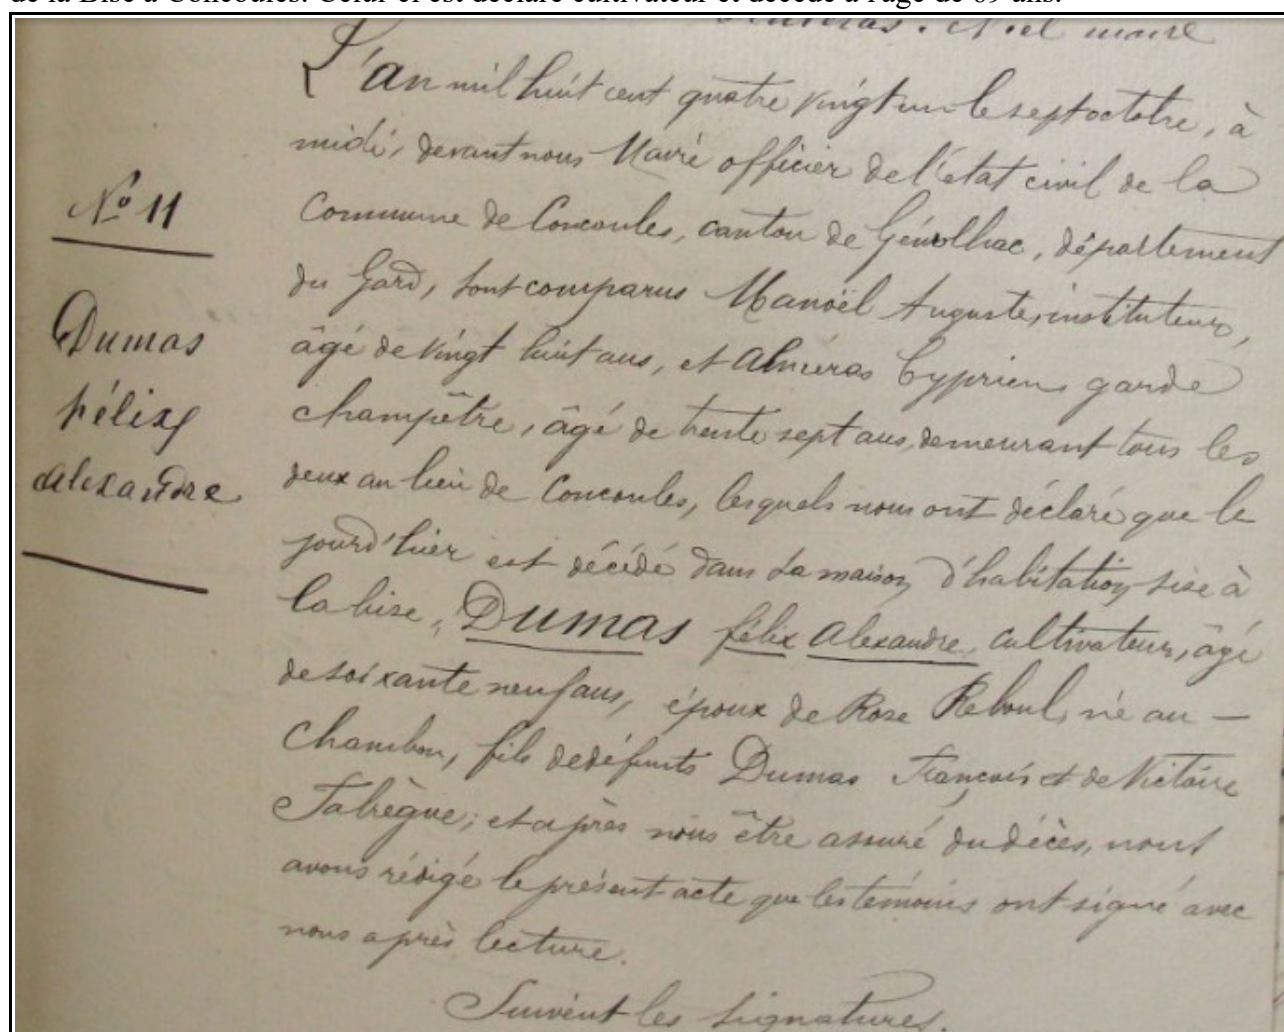 de la Bise à Concoules. Celui-ci est déclaré cultivateur et décédé à l'âge de 69 ans.
maire
L'an mil huit cent quatre vingt un le sept octobre, à
midi, devant nous Maire officier de l'état civil de la
Commune de Concoules, canton de Génolhac, département
du Gard, sont comparus Manoël Auguste, instituteur,
âgé de vingt huit ans, et Alméras Cyprien, garde
champêtre, âgé de trente sept ans, demeurant tous les
deux au lieu de Concoules, lesquels nous ont déclaré que le
jourd'hier est décédé dans la maison d'habitation sise à
la bise, DUMAS félix Alexandre, cultivateur, âgé
de soixante neuf ans, époux de Rose Reboul, né au —
Chambon, fils de défunts Dumas François et de Victoire
Fabrègue; et après nous être assuré du décès, nous
avons rédigé le présent acte que les témoins ont signé avec
nous après lecture.
Suivent les signatures.
No 11
Dumas
félix
alexandre